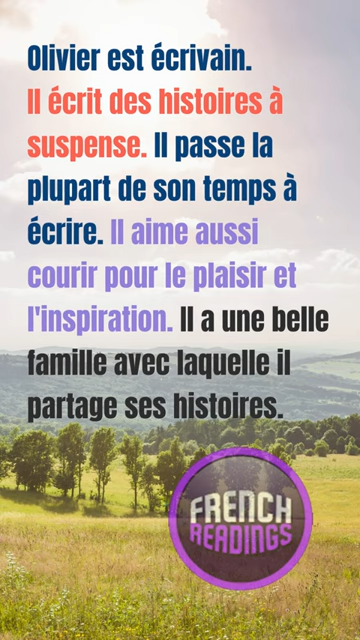 Olivier est écrivain.
Il écrit des histoires à
suspense. Il passe la
plupart de son temps à
écrire. Il aime aussi
courir pour le plaisir et
l'inspiration. Il a une belle
famille avec laquelle il
partage ses histoires.
FRENCH
READINGS